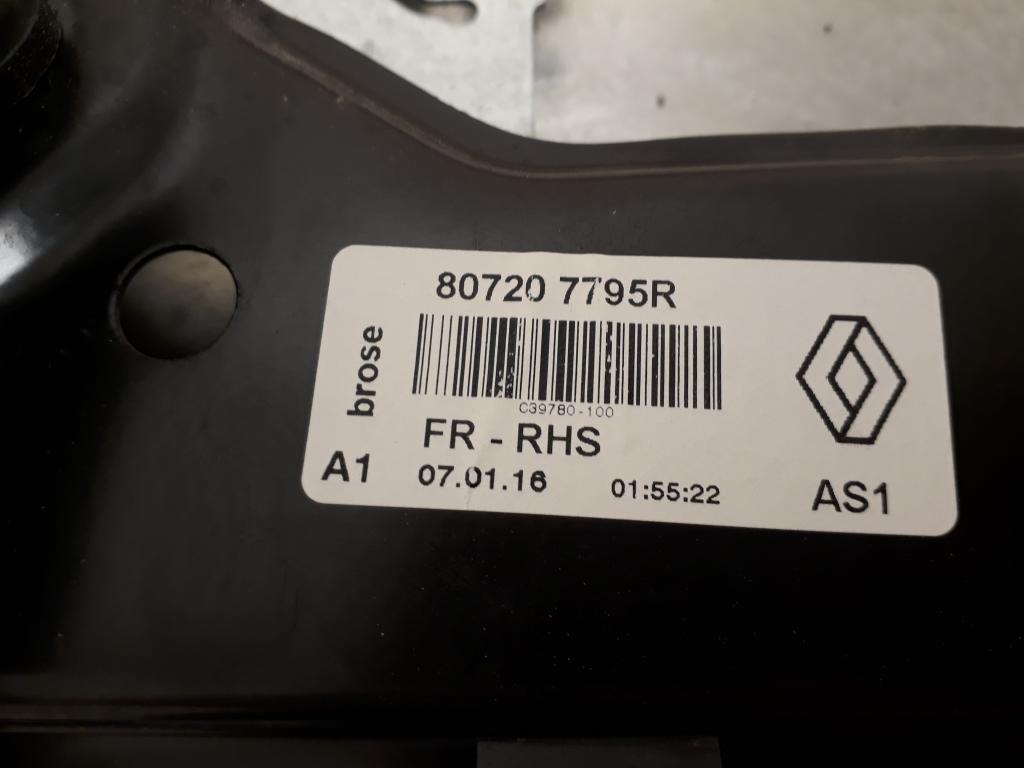 80720 7795R
brose
C39780-100
FR - RHS
A1
07.01.16 01:55:22
AS1